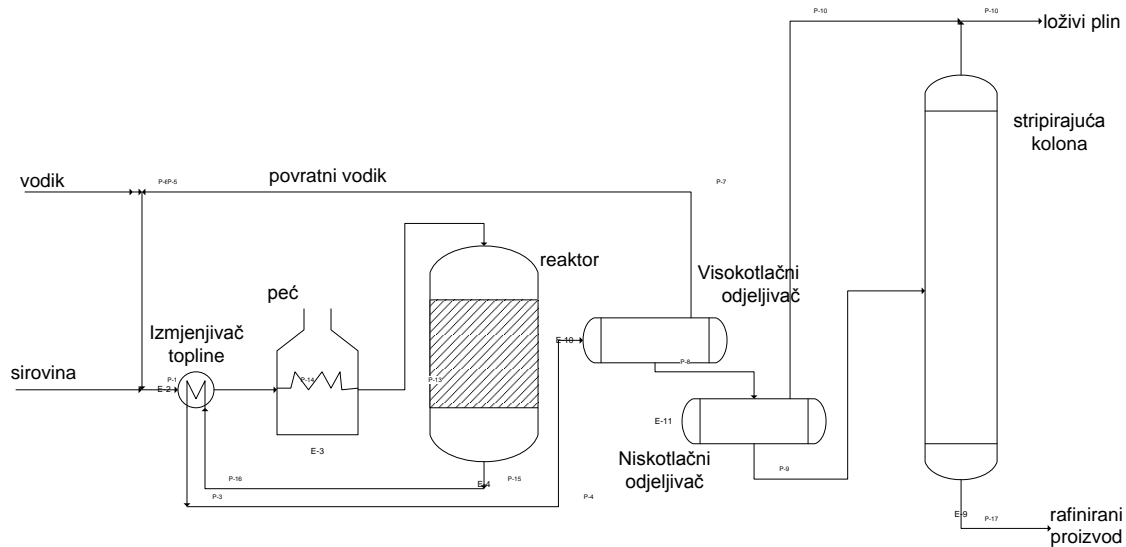 P-10
P-10
loživi plin
stripirajuća
kolona
vodik
P-6P-5
povratni vodik
P-7
reaktor
Visokotlačni
odjeljivač
peć
Izmjenjivač
topline
E-10
P-8
sirovina
P-1
E-2
P-14
P-13
E-11
E-3
Niskotlačni
odjeljivač
P-9
P-16
E-4
P-15
P-3
P-4
E-9
P-17
rafinirani
proizvod